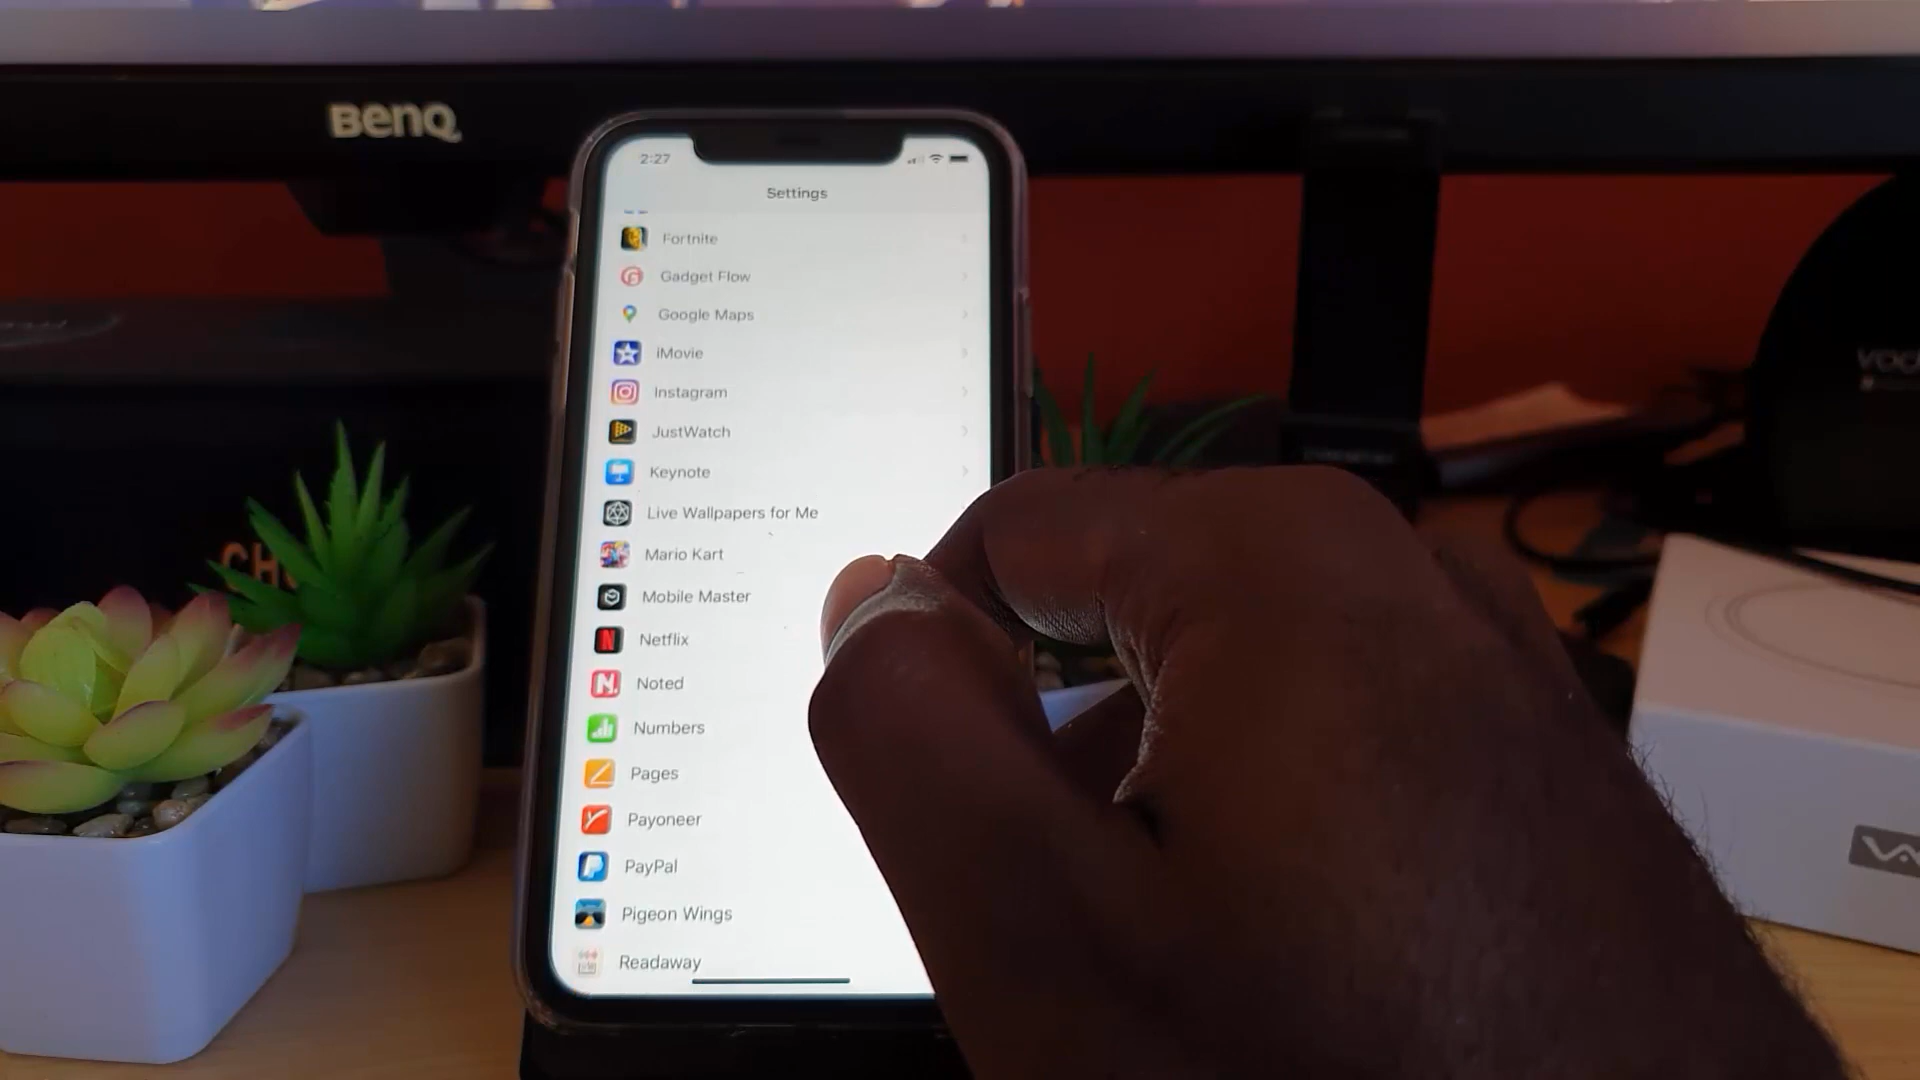 BenQ
2:27
Settings
Fortnite
Gadget Flow
Google Maps
iMovie
Instagram
JustWatch
Keynote
Live Wallpapers for Me
Mario Kart
Mobile Master
Netflix
Noted
Numbers
Pages
Payoneer
PayPal
Pigeon Wings
Readaway